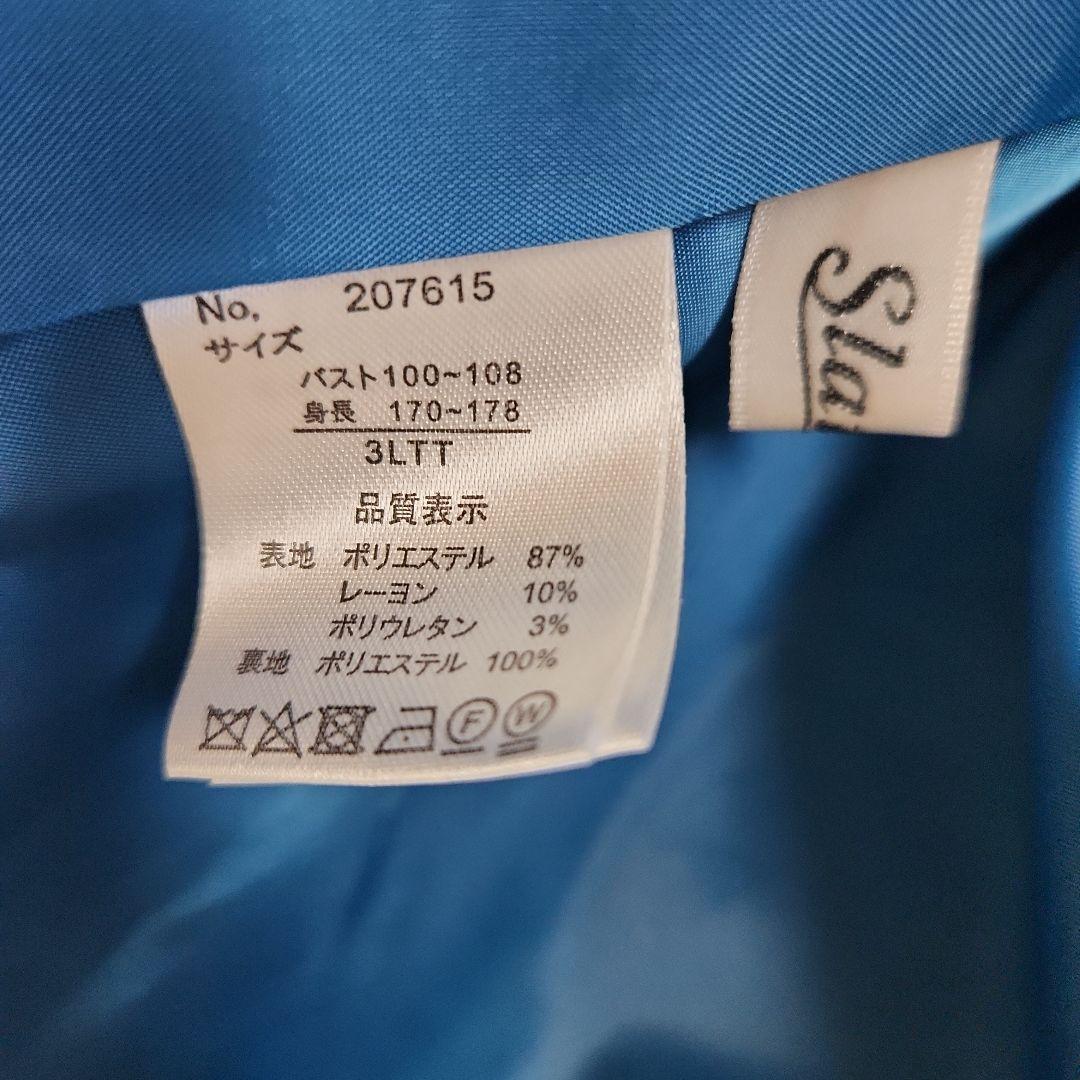 No. 207615
サイズ
バスト100~108
身長 170~178
3LTT
品質表示
表地 ポリエステル 87%
レーヨン 10%
ポリウレタン 3%
裏地 ポリエステル 100%
F W